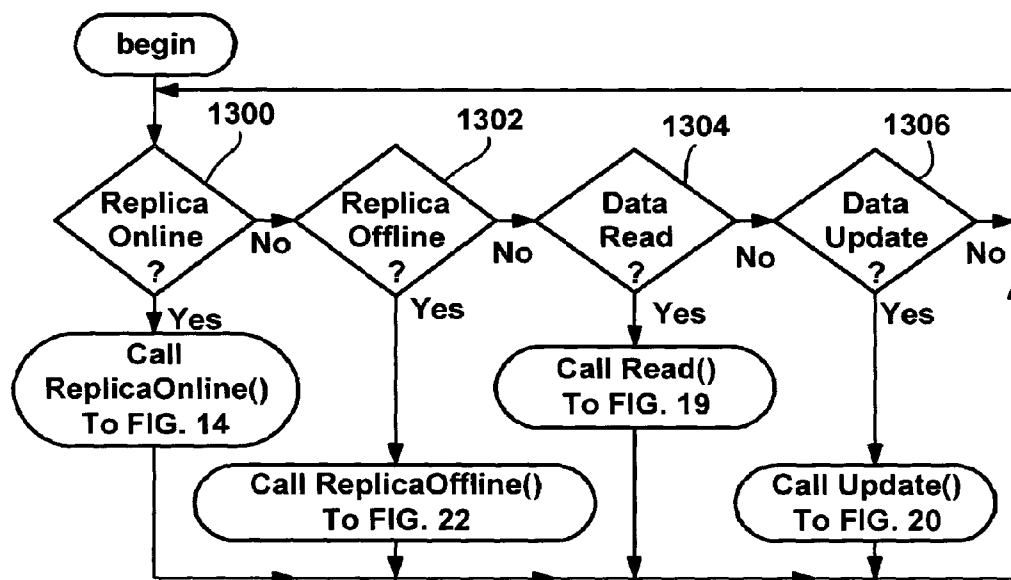 begin
1300
1302
1304
1306
Replica
Online
?
No
Replica
Offline
?
No
Data
Read
?
No
Data
Update
?
No
Yes
Yes
Yes
Yes
Call
ReplicaOnline()
To FIG. 14
Call Read()
To FIG. 19
Call ReplicaOffline()
To FIG. 22
Call Update()
To FIG. 20